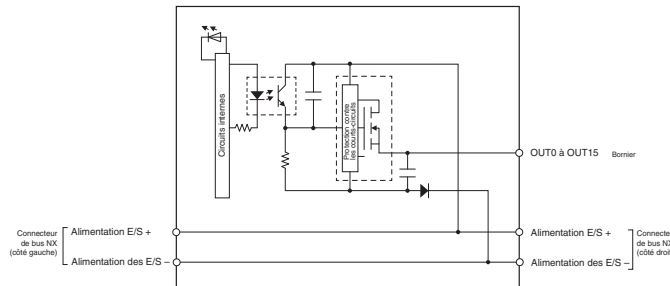 Circuits internes
Protection contre
les courts-circuits
OUT0 à OUT15 Bornier
Connecteur
de bus NX
(côté gauche)
Alimentation E/S +
Alimentation des E/S –
Alimentation E/S +
Alimentation des E/S –
Connecte
de bus NX
(côté droit